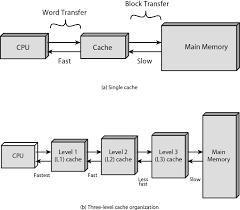 Block Transfer
Word Transfer
CPU
Cache
Main Memory
Fast
Slow
(a) Single cache
CPU
Level 1
(L1) cache
Level 2
(L2) cache
Level 3
(L3) cache
Main
Memory
Fastest
Fast
Less
fast
Slow
(b) Three-level cache organization